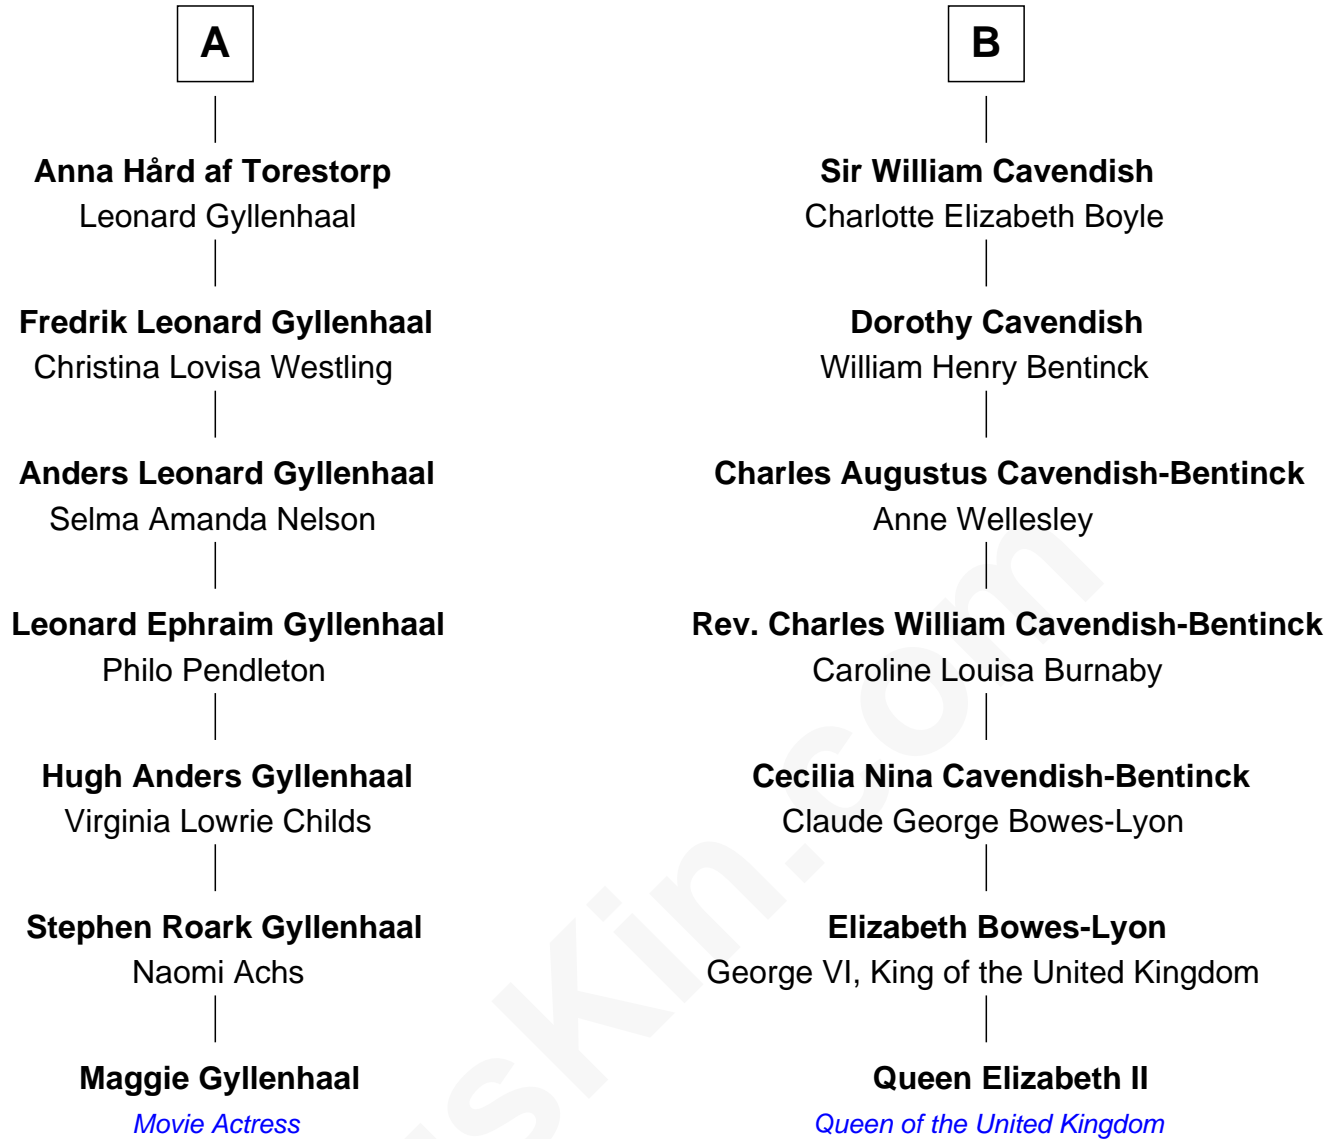 A
Anna Hård af Torestorp
Leonard Gyllenhaal
Fredrik Leonard Gyllenhaal
Christina Lovisa Westling
Anders Leonard Gyllenhaal
Selma Amanda Nelson
Leonard Ephraim Gyllenhaal
Philo Pendleton
Hugh Anders Gyllenhaal
Virginia Lowrie Childs
Stephen Roark Gyllenhaal
Naomi Achs
Maggie Gyllenhaal
Movie Actress
B
Sir William Cavendish
Charlotte Elizabeth Boyle
Dorothy Cavendish
William Henry Bentinck
Charles Augustus Cavendish-Bentinck
Anne Wellesley
Rev. Charles William Cavendish-Bentinck
Caroline Louisa Burnaby
Cecilia Nina Cavendish-Bentinck
Claude George Bowes-Lyon
Elizabeth Bowes-Lyon
George VI, King of the United Kingdom
Queen Elizabeth II
Queen of the United Kingdom